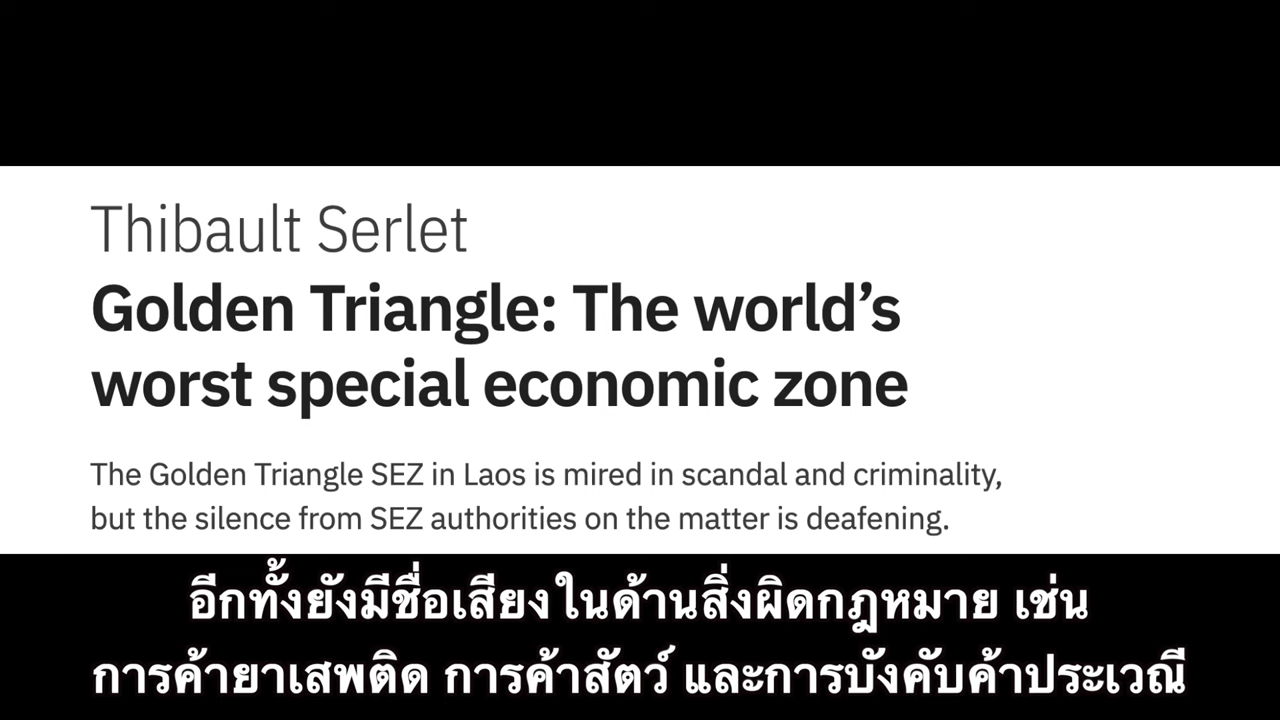 Thibault Serlet
Golden Triangle: The world’s
worst special economic zone
The Golden Triangle SEZ in Laos is mired in scandal and criminality,
but the silence from SEZ authorities on the matter is deafening.
อีกทั้งยังมีชื่อเสียงในด้านสิ่งผิดกฎหมาย เช่น
การค้ายาเสพติด การค้าสัตว์ และการบังคับค้าประเวณี